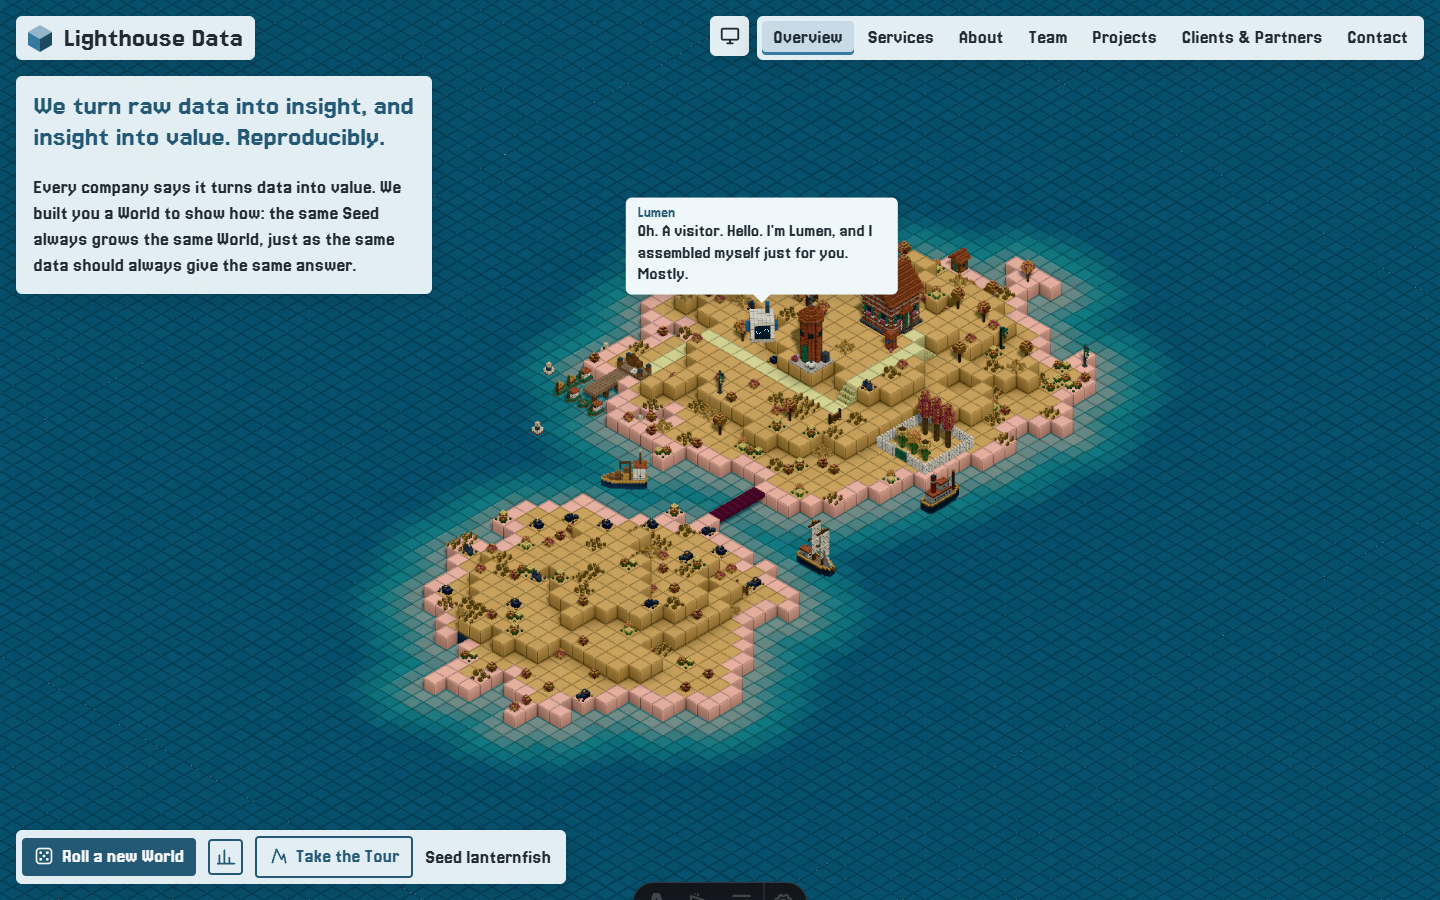 Lighthouse Data
Overview Services About Team Projects Clients & Partners Contact
We turn raw data into insight, and
insight into value. Reproducibly.
Every company says it turns data into value. We
built you a World to show how: the same Seed
always grows the same World, just as the same
data should always give the same answer.
Lumen
Oh. A visitor. Hello. I'm Lumen, and I
assembled myself just for you.
Mostly.
Roll a new World
Take the Tour
Seed lanternfish